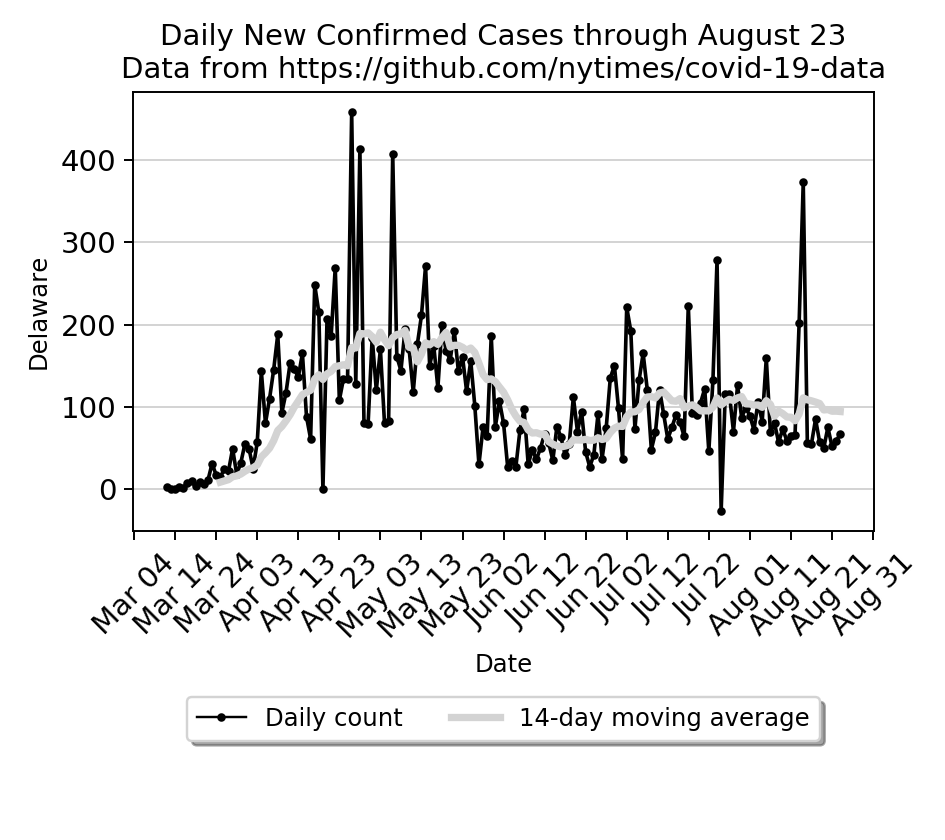 Daily New Confirmed Cases through August 23
Data from https://github.com/nytimes/covid-19-data
Delaware
400
300
200
100
0
Mar 04
Mar 14
Mar 24
Apr 03
Apr 13
Apr 23
May 03
May 13
May 23
Jun 02
Jun 12
Jun 22
Jul 02
Jul 12
Jul 22
Aug 01
Aug 11
Aug 21
Aug 31
Date
Daily count
14-day moving average